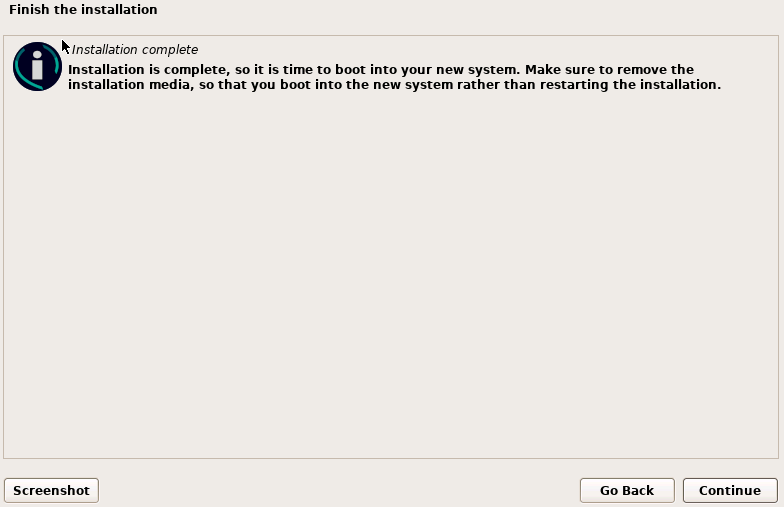 Finish the installation
Installation complete
Installation is complete, so it is time to boot into your new system. Make sure to remove the
installation media, so that you boot into the new system rather than restarting the installation.
Screenshot
Go Back
Continue